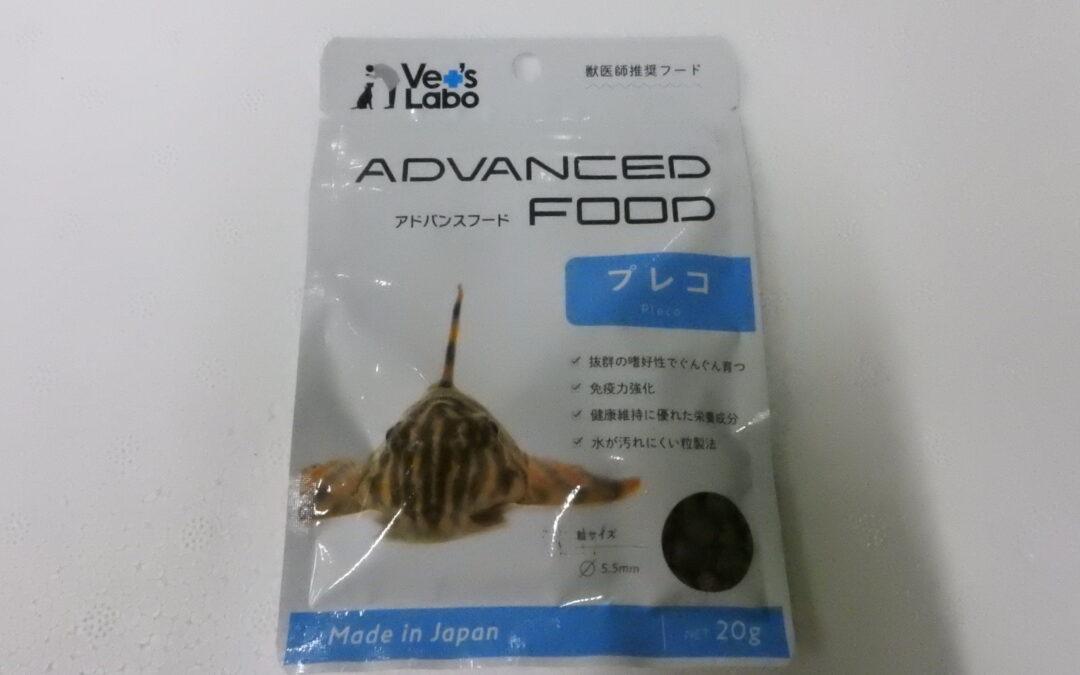 Vet's
Labo
獣医師推奨フード
ADVANCED
アドバンスフード FOOD
プレコ
Pleco
抜群の嗜好性でぐんぐん育つ
免疫力強化
健康維持に優れた栄養成分
水が汚れにくい粒製法
粒サイズ
5.5mm
Made in Japan
NET 20g